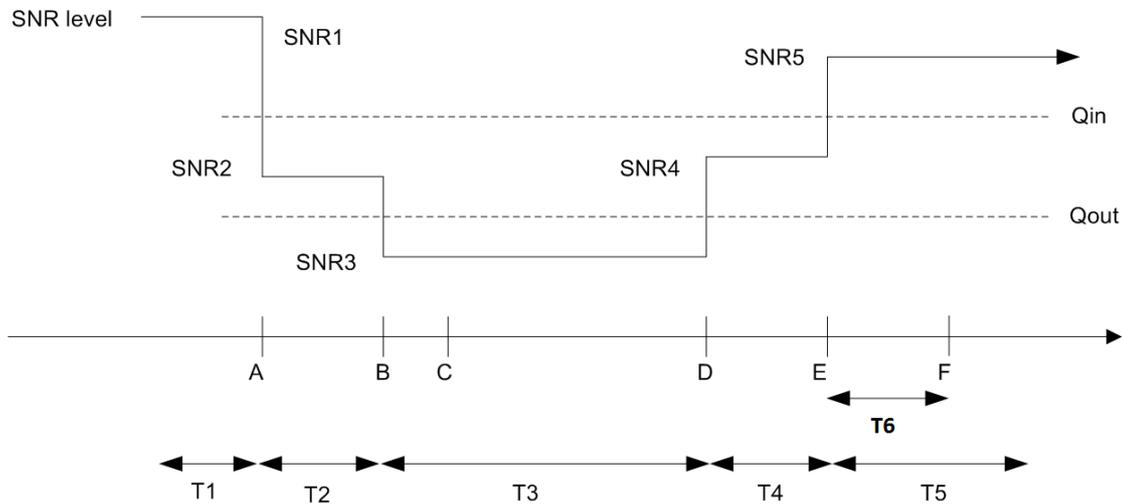 SNR level
SNR1
SNR5
Qin
SNR2
SNR4
Qout
SNR3
A B C D E F
T6
T1 T2 T3 T4 T5